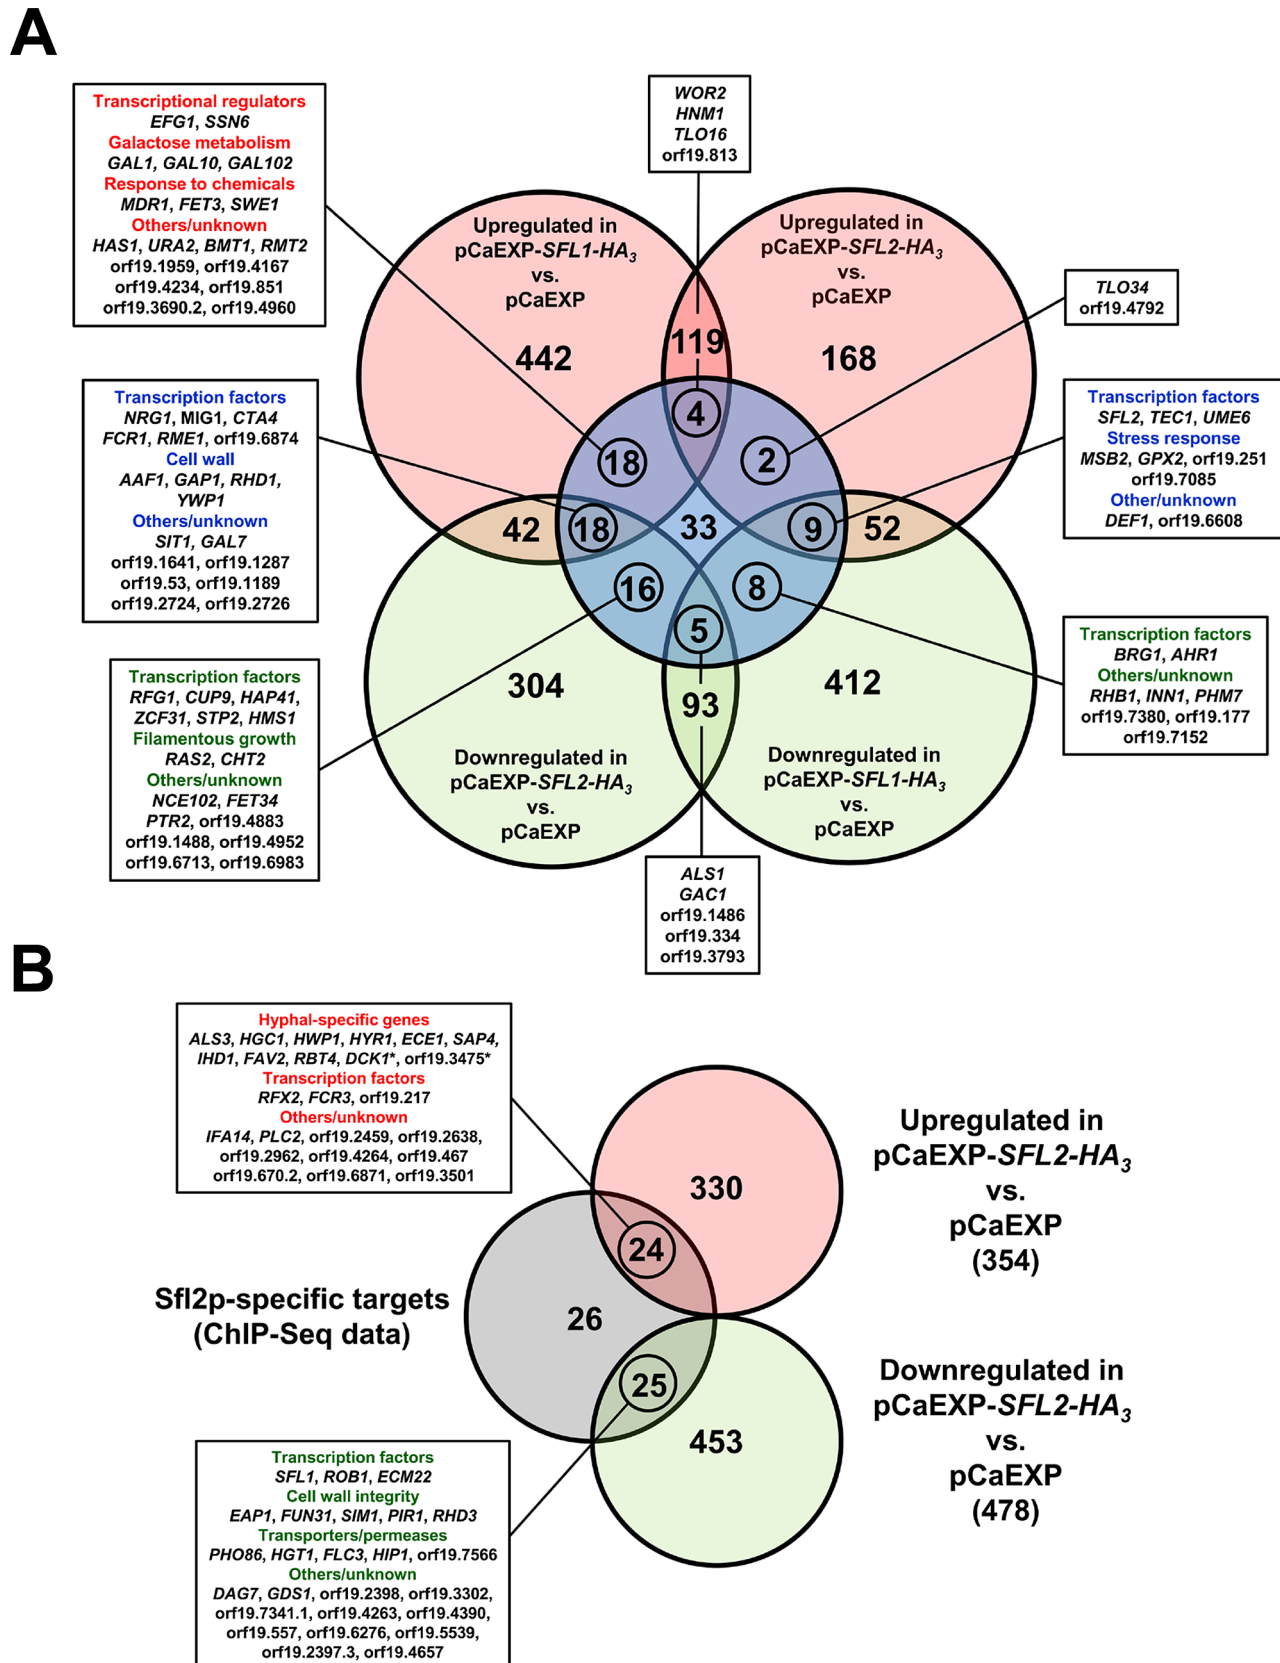 A
Transcriptional regulators
EFG1, SSN6
Galactose metabolism
GAL1, GAL10, GAL102
Response to chemicals
MDR1, FET3, SWE1
Others/unknown
HAS1, URA2, BMT1, RMT2
orf19.1959, orf19.4167
orf19.4234, orf19.851
orf19.3690.2, orf19.4960
WOR2
HNM1
TLO16
orf19.813
Upregulated in
pCaEXP-SFL1-HA3
vs.
pCaEXP
442
Upregulated in
pCaEXP-SFL2-HA3
vs.
pCaEXP
168
119
4
TLO34
orf19.4792
18
2
Transcription factors
NRG1, MIG1, CTA4
FCR1, RME1, orf19.6874
Cell wall
AAF1, GAP1, RHD1,
YWP1
Others/unknown
SIT1, GAL7
orf19.1641, orf19.1287
orf19.53, orf19.1189
orf19.2724, orf19.2726
Transcription factors
SFL2, TEC1, UME6
Stress response
MSB2, GPX2, orf19.251
orf19.7085
Other/unknown
DEF1, orf19.6608
42
18
33
9
52
16
8
5
Transcription factors
RFG1, CUP9, HAP41,
ZCF31, STP2, HMS1
Filamentous growth
RAS2, CHT2
Others/unknown
NCE102, FET34
PTR2, orf19.4883
orf19.1488, orf19.4952
orf19.6713, orf19.6983
Transcription factors
BRG1, AHR1
Others/unknown
RHB1, INN1, PHM7
orf19.7380, orf19.177
orf19.7152
304
93
412
Downregulated in
pCaEXP-SFL2-HA3
vs.
pCaEXP
Downregulated in
pCaEXP-SFL1-HA3
vs.
pCaEXP
ALS1
GAC1
orf19.1486
orf19.334
orf19.3793
B
Hyphal-specific genes
ALS3, HGC1, HWP1, HYR1, ECE1, SAP4,
IHD1, FAV2, RBT4, DCK1*, orf19.3475*
Transcription factors
RFX2, FCR3, orf19.217
Others/unknown
IFA14, PLC2, orf19.2459, orf19.2638,
orf19.2962, orf19.4264, orf19.467
orf19.670.2, orf19.6871, orf19.3501
330
Upregulated in
pCaEXP-SFL2-HA3
vs.
pCaEXP
(354)
24
Sfl2p-specific targets
(ChIP-Seq data)
26
25
453
Downregulated in
pCaEXP-SFL2-HA3
vs.
pCaEXP
(478)
Transcription factors
SFL1, ROB1, ECM22
Cell wall integrity
EAP1, FUN31, SIM1, PIR1, RHD3
Transporters/permeases
PHO86, HGT1, FLC3, HIP1, orf19.7566
Others/unknown
DAG7, GDS1, orf19.2398, orf19.3302,
orf19.7341.1, orf19.4263, orf19.4390,
orf19.557, orf19.6276, orf19.5539,
orf19.2397.3, orf19.4657